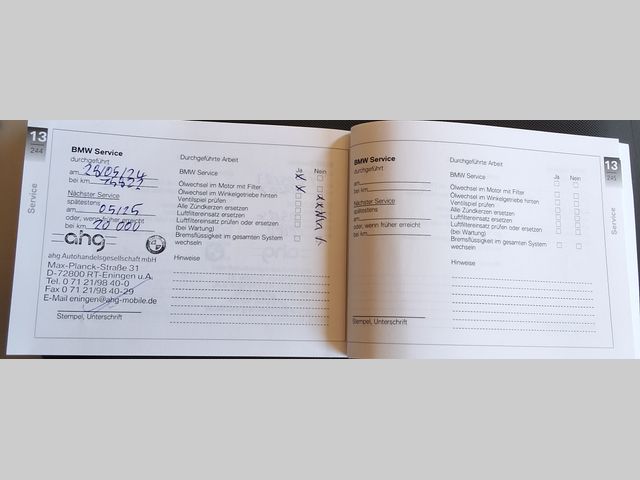 13
244
Service
BMW Service
durchgeführt
am 28/05/24
bei km
Nächster Service
spätestens
am 05/25
oder, wenn früher erreicht
bei km 20 000
ahg
ahg Autohandelsgesellschaft mbH
Max-Planck-Straße 31
D-72800 RT-Eningen u.A.
Tel. 0 71 21/98 40-0
Fax 0 71 21/98 40-29
E-Mail eningen@ahg-mobile.de
Stempel, Unterschrift
Durchgeführte Arbeit
Ja Nein
BMW Service
Ölwechsel im Motor mit Filter
Ölwechsel im Winkelgetriebe hinten
Ventilspiel prüfen
Alle Zündkerzen ersetzen
Luftfiltereinsatz ersetzen
Luftfiltereinsatz prüfen oder ersetzen
(bei Wartung)
Bremsflüssigkeit im gesamten System
wechseln
Hinweise
BMW Service
durchgeführt
am
bei km
Nächster Service
spätestens
am
oder, wenn früher erreicht
bei km
Stempel, Unterschrift
Durchgeführte Arbeit
Ja Nein
BMW Service
Ölwechsel im Motor mit Filter
Ölwechsel im Winkelgetriebe hinten
Ventilspiel prüfen
Alle Zündkerzen ersetzen
Luftfiltereinsatz ersetzen
Luftfiltereinsatz prüfen oder ersetzen
(bei Wartung)
Bremsflüssigkeit im gesamten System
wechseln
Hinweise
13
245
Service